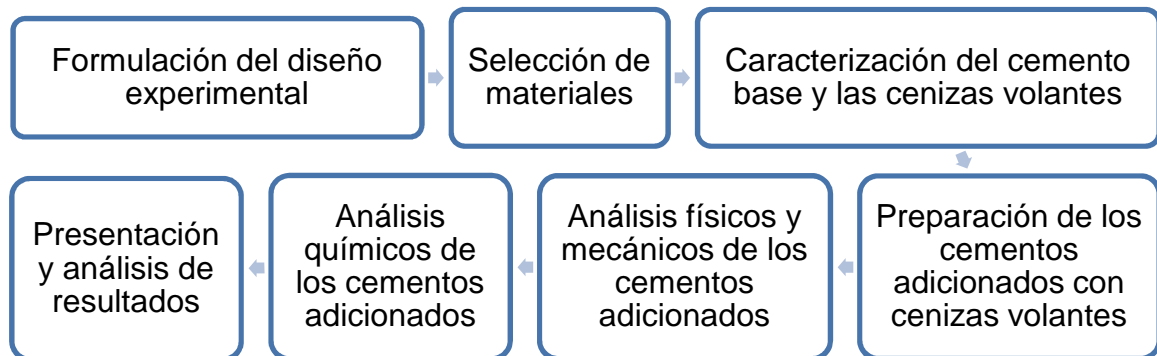 Formulación del diseño
experimental
Selección de
materiales
Caracterización del cemento
base y las cenizas volantes
Preparación de los
cementos
adicionados con
cenizas volantes
Análisis físicos y
mecánicos de los
cementos
adicionados
Análisis
químicos de
los cementos
adicionados
Presentación
y análisis de
resultados